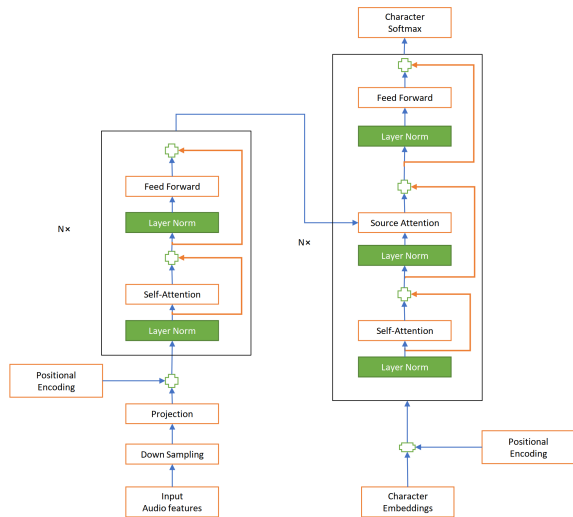 Character
Softmax
Feed Forward
Layer Norm
Source Attention
Layer Norm
Self-Attention
Layer Norm
N×
Positional
Encoding
Character
Embeddings
Feed Forward
Layer Norm
Self-Attention
Layer Norm
N×
Positional
Encoding
Projection
Down Sampling
Input
Audio features